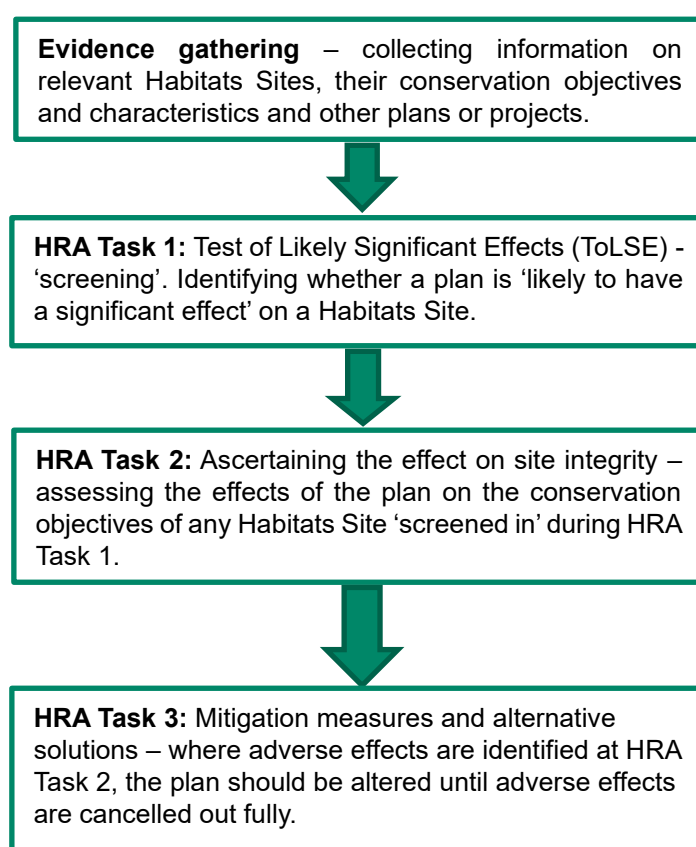 Evidence gathering – collecting information on
relevant Habitats Sites, their conservation objectives
and characteristics and other plans or projects.
HRA Task 1: Test of Likely Significant Effects (ToLSE) -
‘screening’. Identifying whether a plan is ‘likely to have
a significant effect’ on a Habitats Site.
HRA Task 2: Ascertaining the effect on site integrity –
assessing the effects of the plan on the conservation
objectives of any Habitats Site ‘screened in’ during HRA
Task 1.
HRA Task 3: Mitigation measures and alternative
solutions – where adverse effects are identified at HRA
Task 2, the plan should be altered until adverse effects
are cancelled out fully.